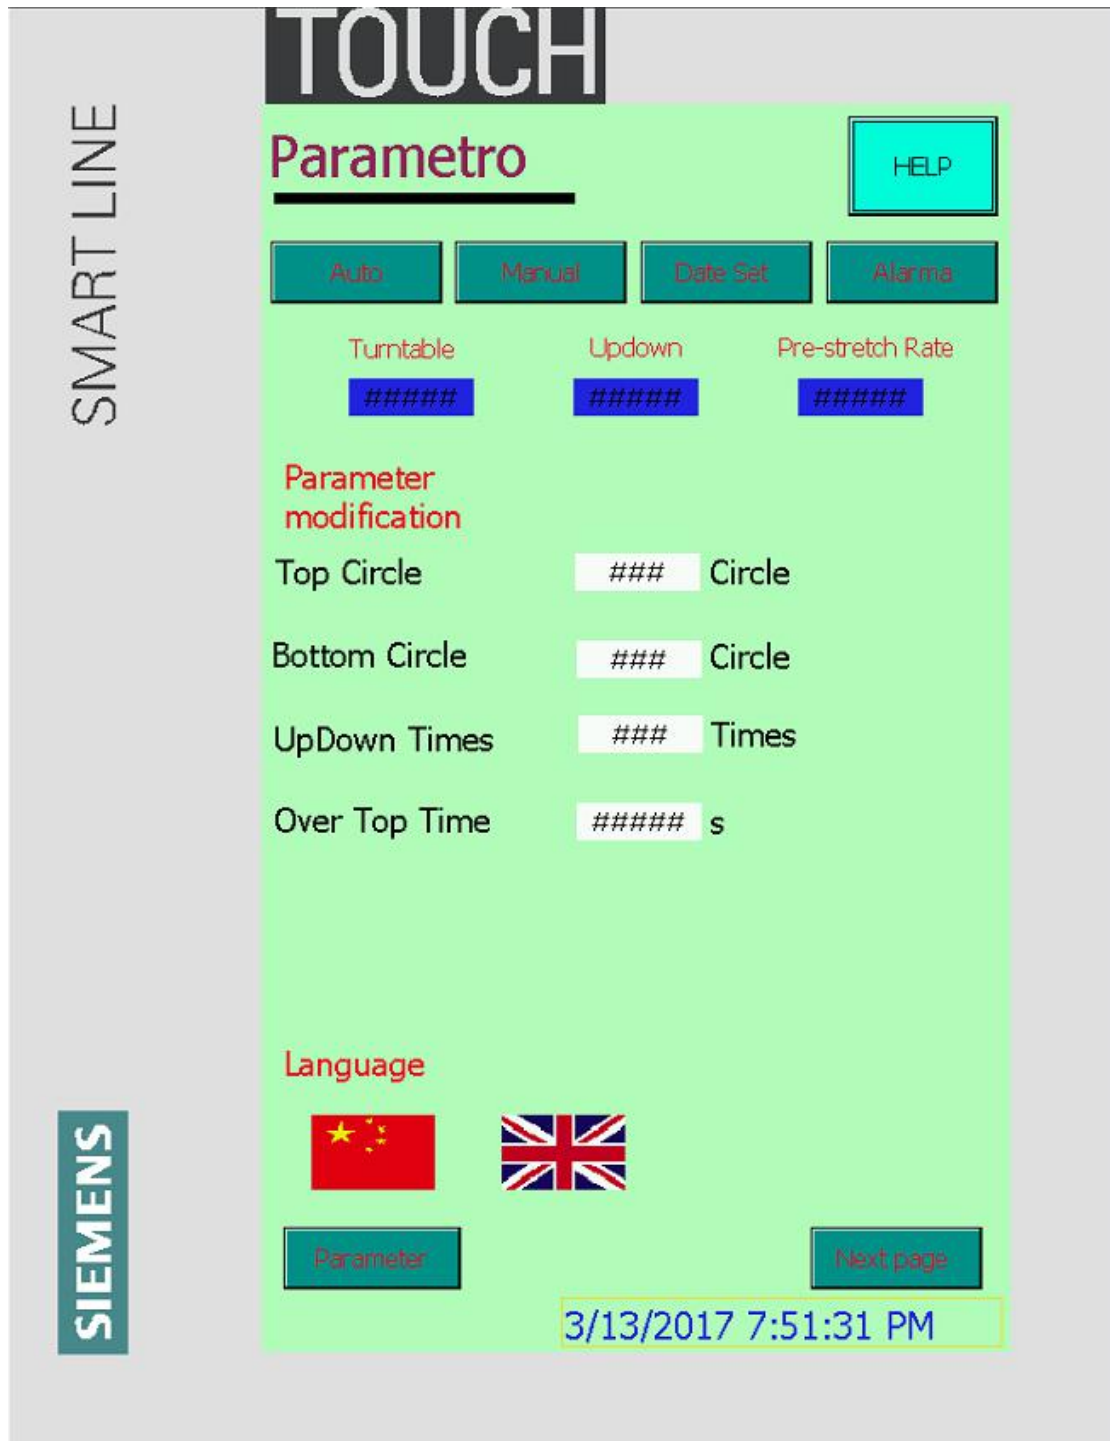 TOUCH
SMART LINE
Parametro
HELP
Auto Manual Date Set Alarma
Turntable Updown Pre-stretch Rate
##### ##### #####
Parameter
modification
Top Circle ### Circle
Bottom Circle ### Circle
UpDown Times ### Times
Over Top Time ##### s
Language
Parameter Next page
3/13/2017 7:51:31 PM
SIEMENS